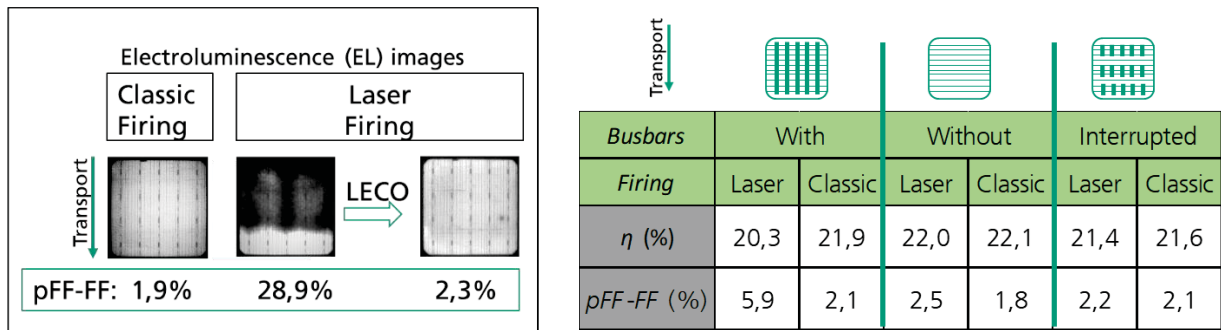 Electroluminescence (EL) images
Classic Firing
Laser Firing
Transport
LECO
pFF-FF: 1,9% 28,9% 2,3%
Transport
Busbars With Without Interrupted
Firing Laser Classic Laser Classic Laser Classic
η (%) 20,3 21,9 22,0 22,1 21,4 21,6
pFF-FF (%) 5,9 2,1 2,5 1,8 2,2 2,1